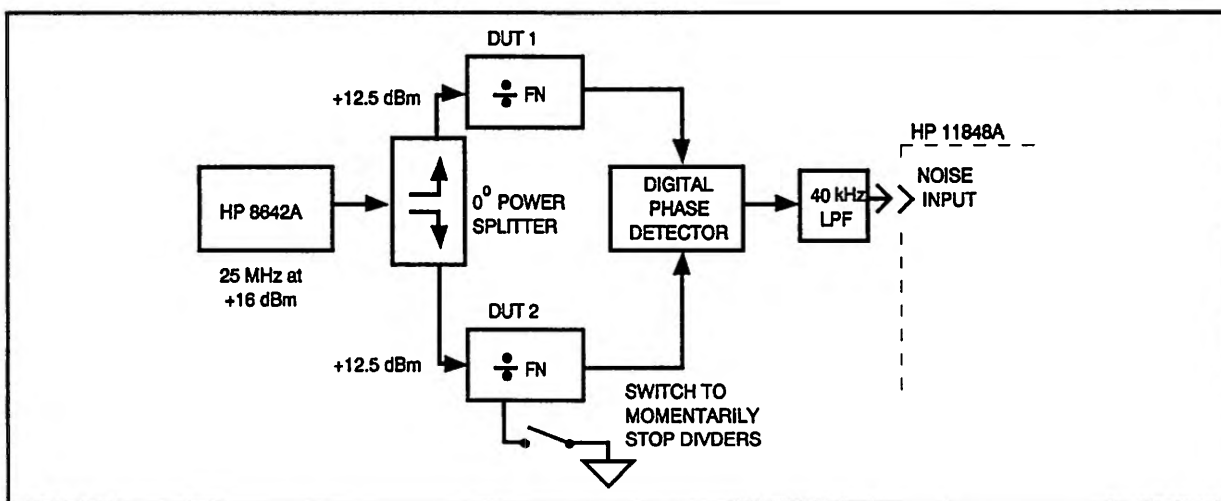 DUT 1
÷ FN
+12.5 dBm
HP 8642A
25 MHz at
+16 dBm
0° POWER
SPLITTER
DIGITAL
PHASE
DETECTOR
40 kHz
LPF
HP 11848A
NOISE
INPUT
DUT 2
+12.5 dBm
÷ FN
SWITCH TO
MOMENTARILY
STOP DIVDERS